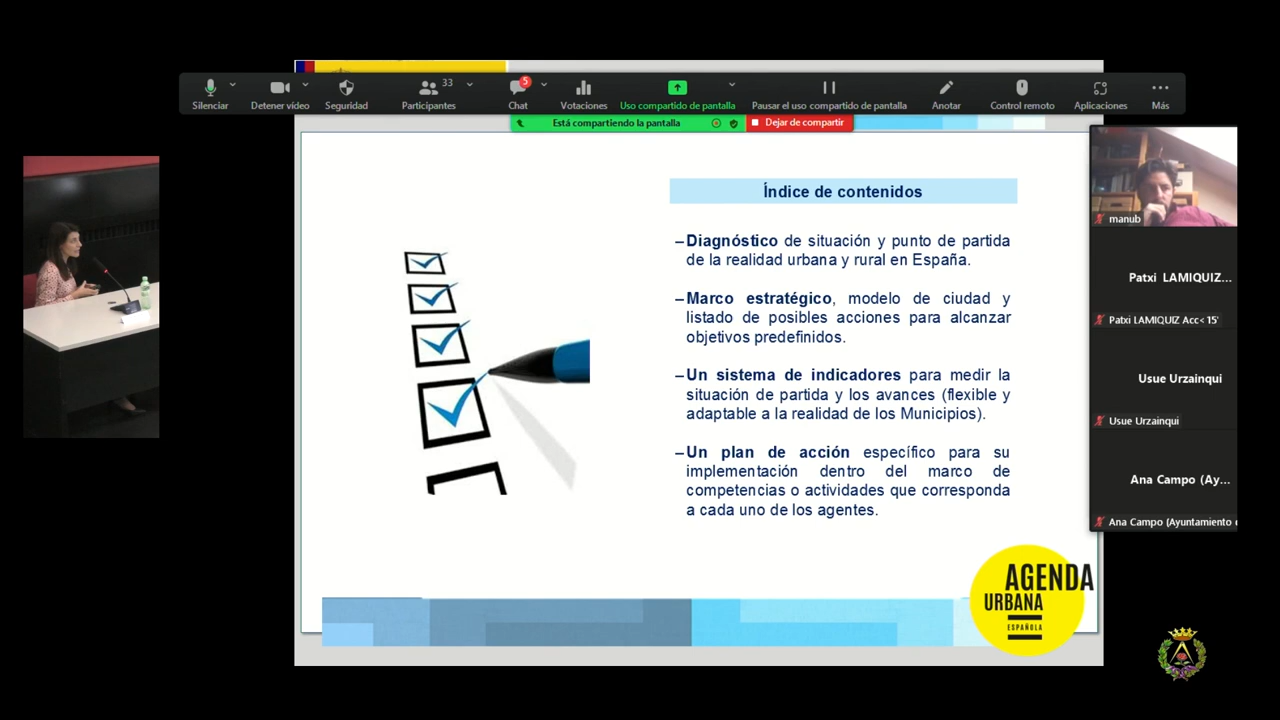 Silenciar
Detener vídeo
Seguridad
Participantes
33
Chat
5
Votaciones
Uso compartido de pantalla
Pausar el uso compartido de pantalla
Anotar
Control remoto
Aplicaciones
Más
Está compartiendo la pantalla
Dejar de compartir
Índice de contenidos
–Diagnóstico de situación y punto de partida
de la realidad urbana y rural en España.
–Marco estratégico, modelo de ciudad y
listado de posibles acciones para alcanzar
objetivos predefinidos.
–Un sistema de indicadores para medir la
situación de partida y los avances (flexible y
adaptable a la realidad de los Municipios).
–Un plan de acción específico para su
implementación dentro del marco de
competencias o actividades que corresponda
a cada uno de los agentes.
AGENDA
URBANA
ESPAÑOLA
manub
Patxi LAMIQUIZ...
Patxi LAMIQUIZ Acc< 15'
Usue Urzainqui
Usue Urzainqui
Ana Campo (Ay...
Ana Campo (Ayuntamiento